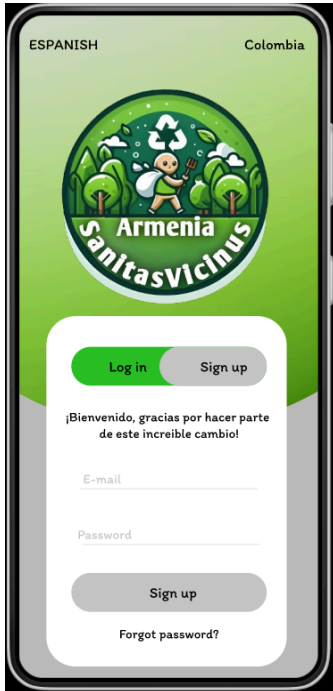 ESPANISH
Colombia
Armenia
SanitasVicinus
Log in
Sign up
¡Bienvenido, gracias por hacer parte
de este increible cambio!
E-mail
Password
Sign up
Forgot password?